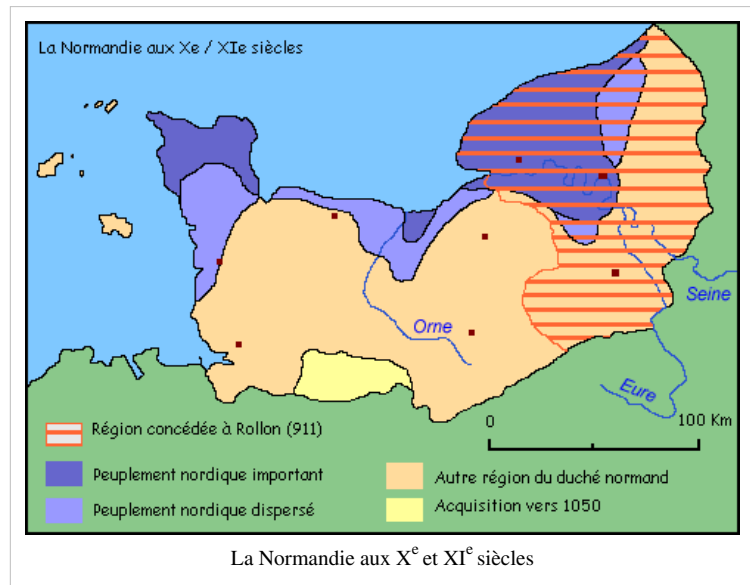 La Normandie aux Xe / XIe siècles
Orne
Seine
Eure
0 100 Km
Région concédée à Rollon (911)
Peuplement nordique important
Autre région du duché normand
Peuplement nordique dispersé
Acquisition vers 1050
La Normandie aux Xe et XIe siècles